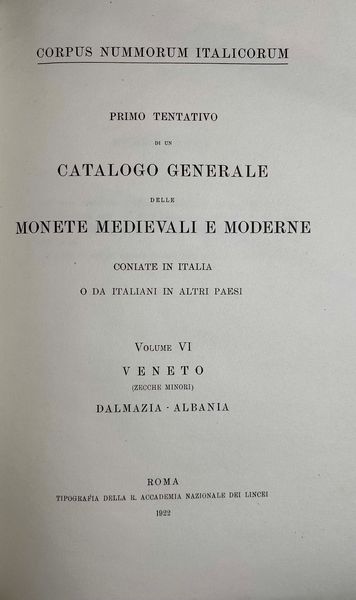 CORPUS NUMMORUM ITALICORUM
PRIMO TENTATIVO
DI UN
CATALOGO GENERALE
DELLE
MONETE MEDIEVALI E MODERNE
CONIATE IN ITALIA
O DA ITALIANI IN ALTRI PAESI
VOLUME VI
VENETO
(ZECCHE MINORI)
DALMAZIA - ALBANIA
ROMA
TIPOGRAFIA DELLA R. ACCADEMIA NAZIONALE DEI LINCEI
1922